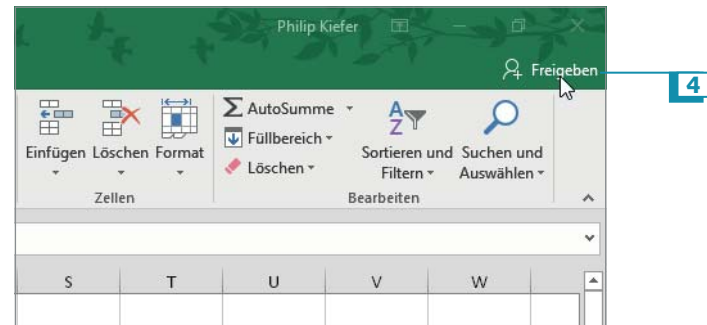 Philip Kiefer
Freigeben
4
AutoSumme
Füllbereich
Einfügen Löschen Format
Löschen
Sortieren und Filtern
Suchen und Auswählen
Zellen
Bearbeiten
S T U V W